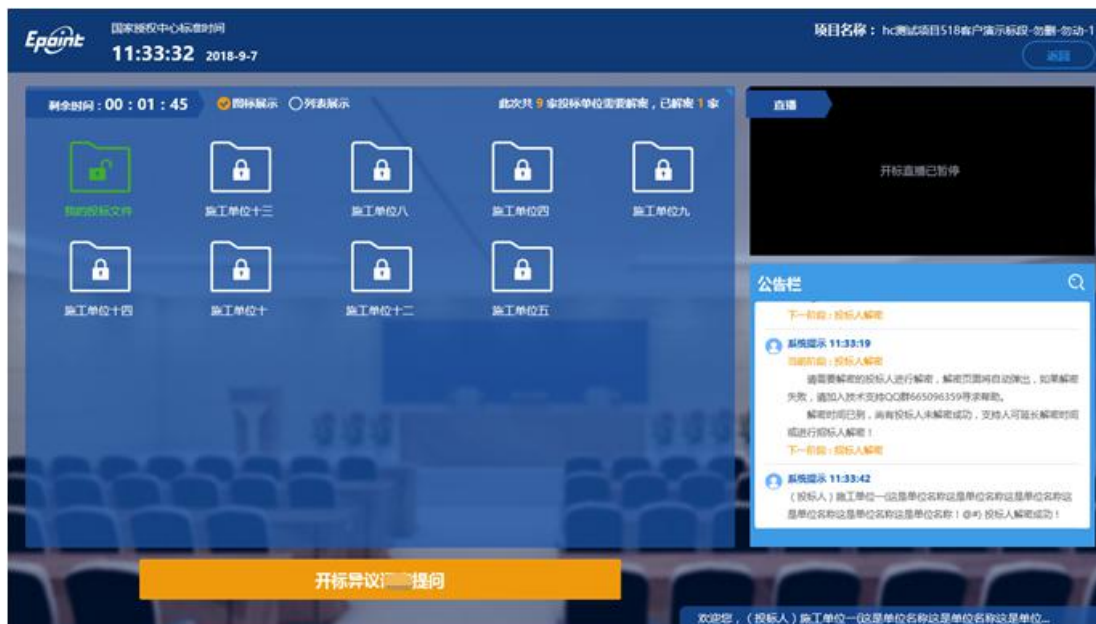 Epoint
国家授权中心标准时间
11:33:32 2018-9-7
项目名称：hc测试项目518客户演示标段-勿删-勿动-1
返回
剩余时间：00：01：45
图标展示 列表展示
此次共 9 家投标单位需要解密，已解密 1 家
直播
我的投标文件
施工单位十三
施工单位八
施工单位四
施工单位九
开标直播已暂停
施工单位十四
施工单位十
施工单位十二
施工单位五
公告栏
下一阶段：投标人解密
系统提示 11:33:19
当前阶段：投标人解密
请需要解密的投标人进行解密，解密页面将自动弹出，如果解密
失败，请加入技术支持QQ群665096359寻求帮助。
解密时间已到，尚有投标人未解密成功，支持人可延长解密时间
或进行招标人解密！
下一阶段：招标人解密
系统提示 11:33:42
（投标人）施工单位一(这是单位名称这是单位名称这是单位名称这
是单位名称这是单位名称这是单位名称！@#) 投标人解密成功！
开标异议 提问
欢迎您，（投标人）施工单位一(这是单位名称这是单位名称这是单位...